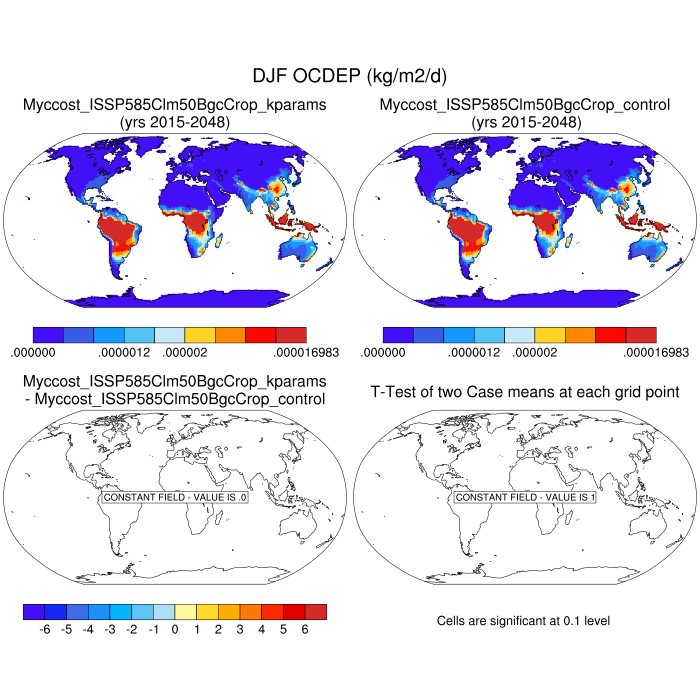 DJF OCDEP (kg/m2/d)
Myccost_ISSP585Clm50BgcCrop_kparams
(yrs 2015-2048)
Myccost_ISSP585Clm50BgcCrop_control
(yrs 2015-2048)
.000000 .0000012 .000002 .000016983
.000000 .0000012 .000002 .000016983
Myccost_ISSP585Clm50BgcCrop_kparams
- Myccost_ISSP585Clm50BgcCrop_control
T-Test of two Case means at each grid point
CONSTANT FIELD - VALUE IS .0
CONSTANT FIELD - VALUE IS 1
-6 -5 -4 -3 -2 -1 0 1 2 3 4 5 6
Cells are significant at 0.1 level